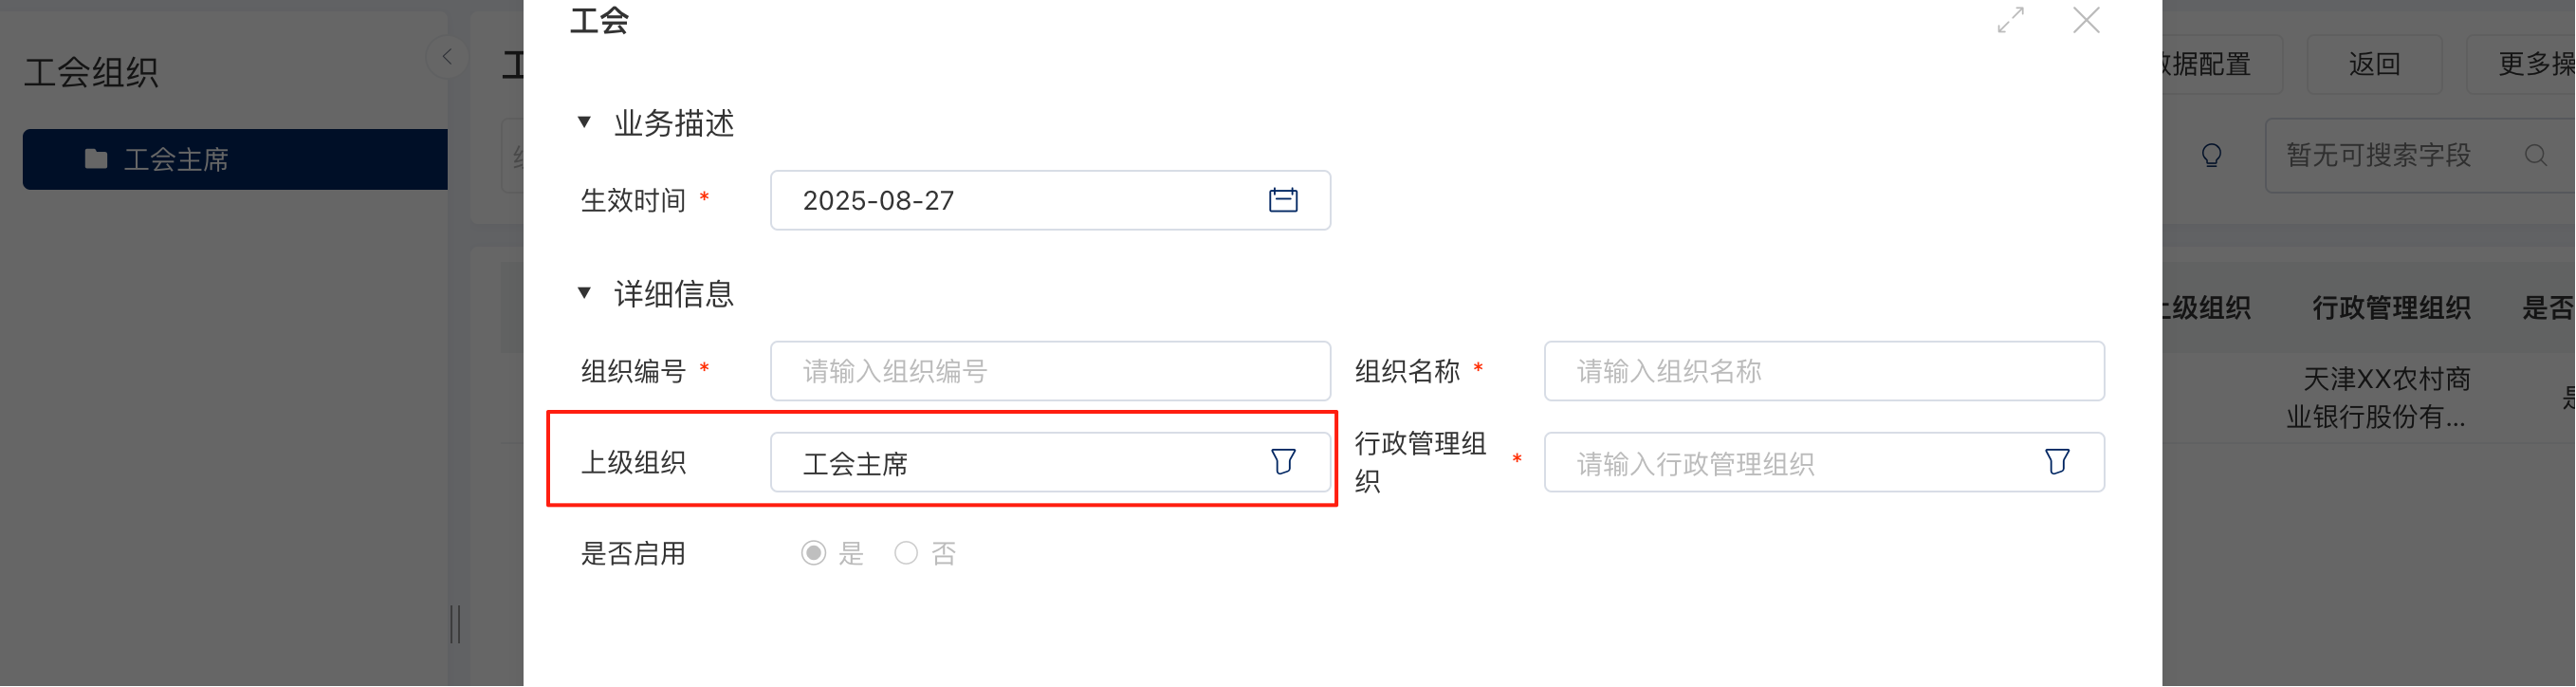 工会组织
工会主席
工会
业务描述
生效时间 *
2025-08-27
详细信息
组织编号 *
请输入组织编号
组织名称 *
请输入组织名称
上级组织
工会主席
行政管理组
织 *
请输入行政管理组织
是否启用
是
否
据配置
返回
更多操
暂无可搜索字段
上级组织
行政管理组织
是否
天津XX农村商
业银行股份有...
是